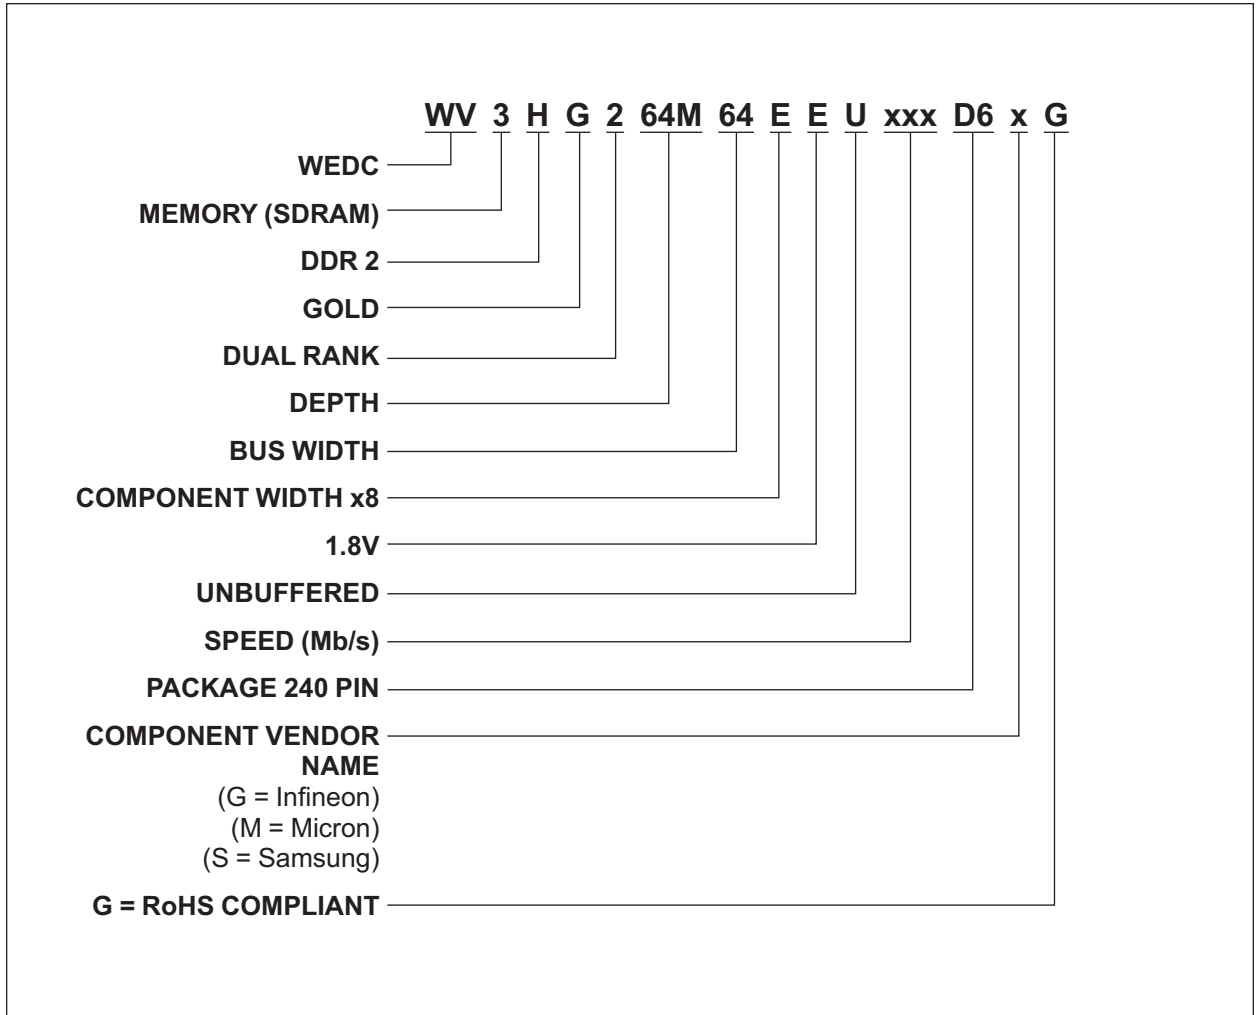 WV 3 H G 2 64M 64 E E U xxx D6 x G
WEDC
MEMORY (SDRAM)
DDR 2
GOLD
DUAL RANK
DEPTH
BUS WIDTH
COMPONENT WIDTH x8
1.8V
UNBUFFERED
SPEED (Mb/s)
PACKAGE 240 PIN
COMPONENT VENDOR
NAME
(G = Infineon)
(M = Micron)
(S = Samsung)
G = RoHS COMPLIANT